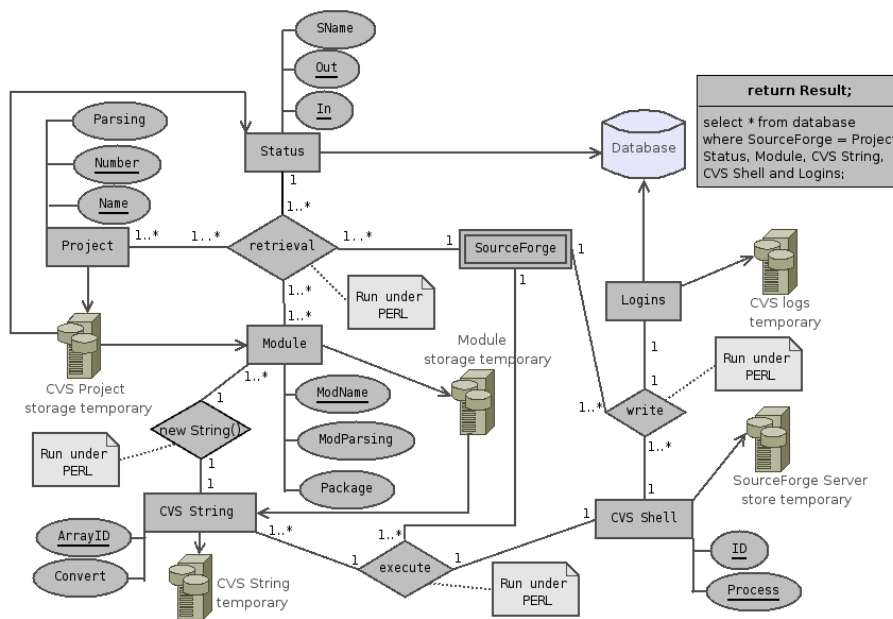 SName
Out
In
Status
1
1..*
Parsing
Number
Name
Project
1..*
1..*
retrieval
1..*
1
SourceForge
1
1
1..*
1..*
Run under
PERL
Database
return Result;
select * from database
where SourceForge = Project
Status, Module, CVS String,
CVS Shell and Logins;
Logins
CVS logs
temporary
1
1
Run under
PERL
write
1..*
1..*
1
CVS Project
storage temporary
Module
Module
storage temporary
1..*
1
new String()
Run under
PERL
1
1
ModName
ModParsing
Package
CVS String
1..*
ArrayID
Convert
CVS String
temporary
1..*
1
execute
1
1
Run under
PERL
CVS Shell
SourceForge Server
store temporary
ID
Process